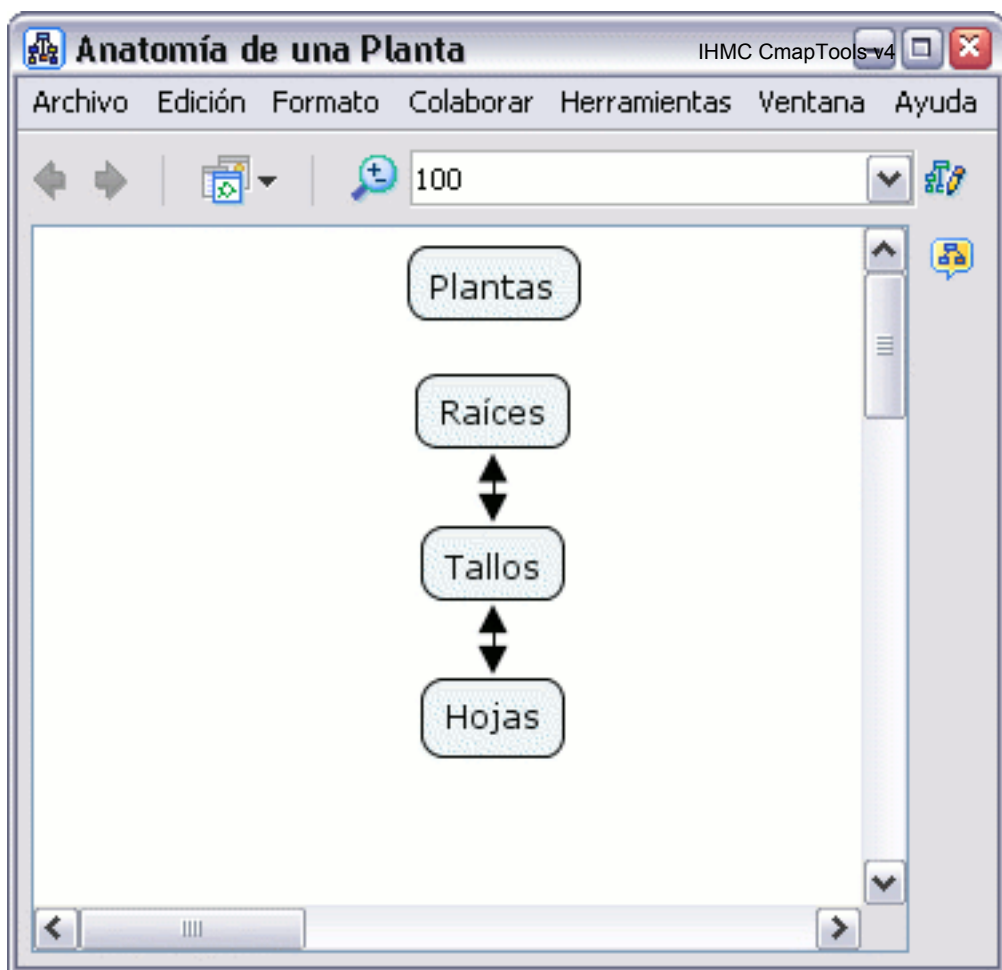 Anatomía de una Planta IHMC CmapTools v4
Archivo Edición Formato Colaborar Herramientas Ventana Ayuda
100
Plantas
Raíces
Tallos
Hojas